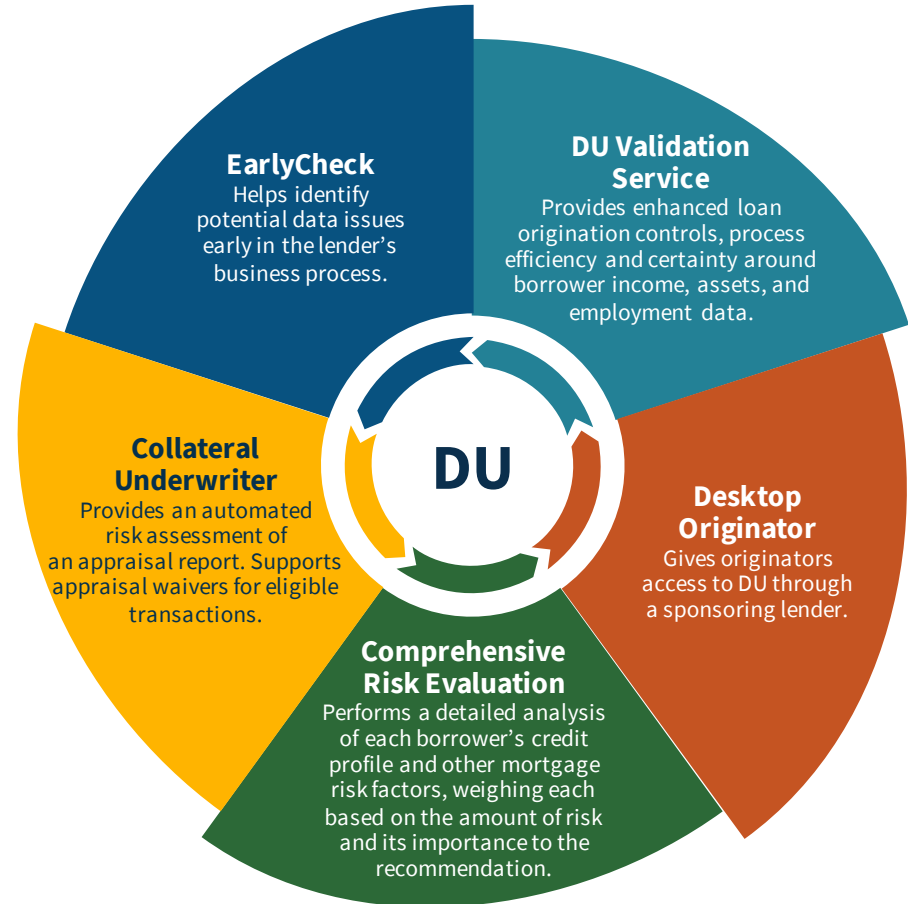 EarlyCheck
Helps identify
potential data issues
early in the lender's
business process.
DU Validation
Service
Provides enhanced loan
origination controls, process
efficiency and certainty around
borrower income, assets, and
employment data.
Collateral
Underwriter
Provides an automated
risk assessment of
an appraisal report. Supports
appraisal waivers for eligible
transactions.
DU
Desktop
Originator
Gives originators
access to DU through
a sponsoring lender.
Comprehensive
Risk Evaluation
Performs a detailed analysis
of each borrower's credit
profile and other mortgage
risk factors, weighing each
based on the amount of risk
and its importance to the
recommendation.